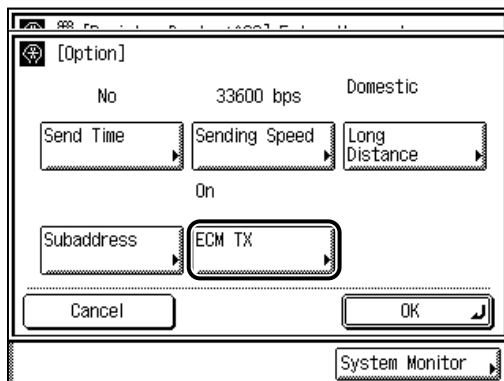 [Option]
No 33600 bps Domestic
Send Time Sending Speed Long
Distance
On
Subaddress ECM TX
Cancel OK
System Monitor